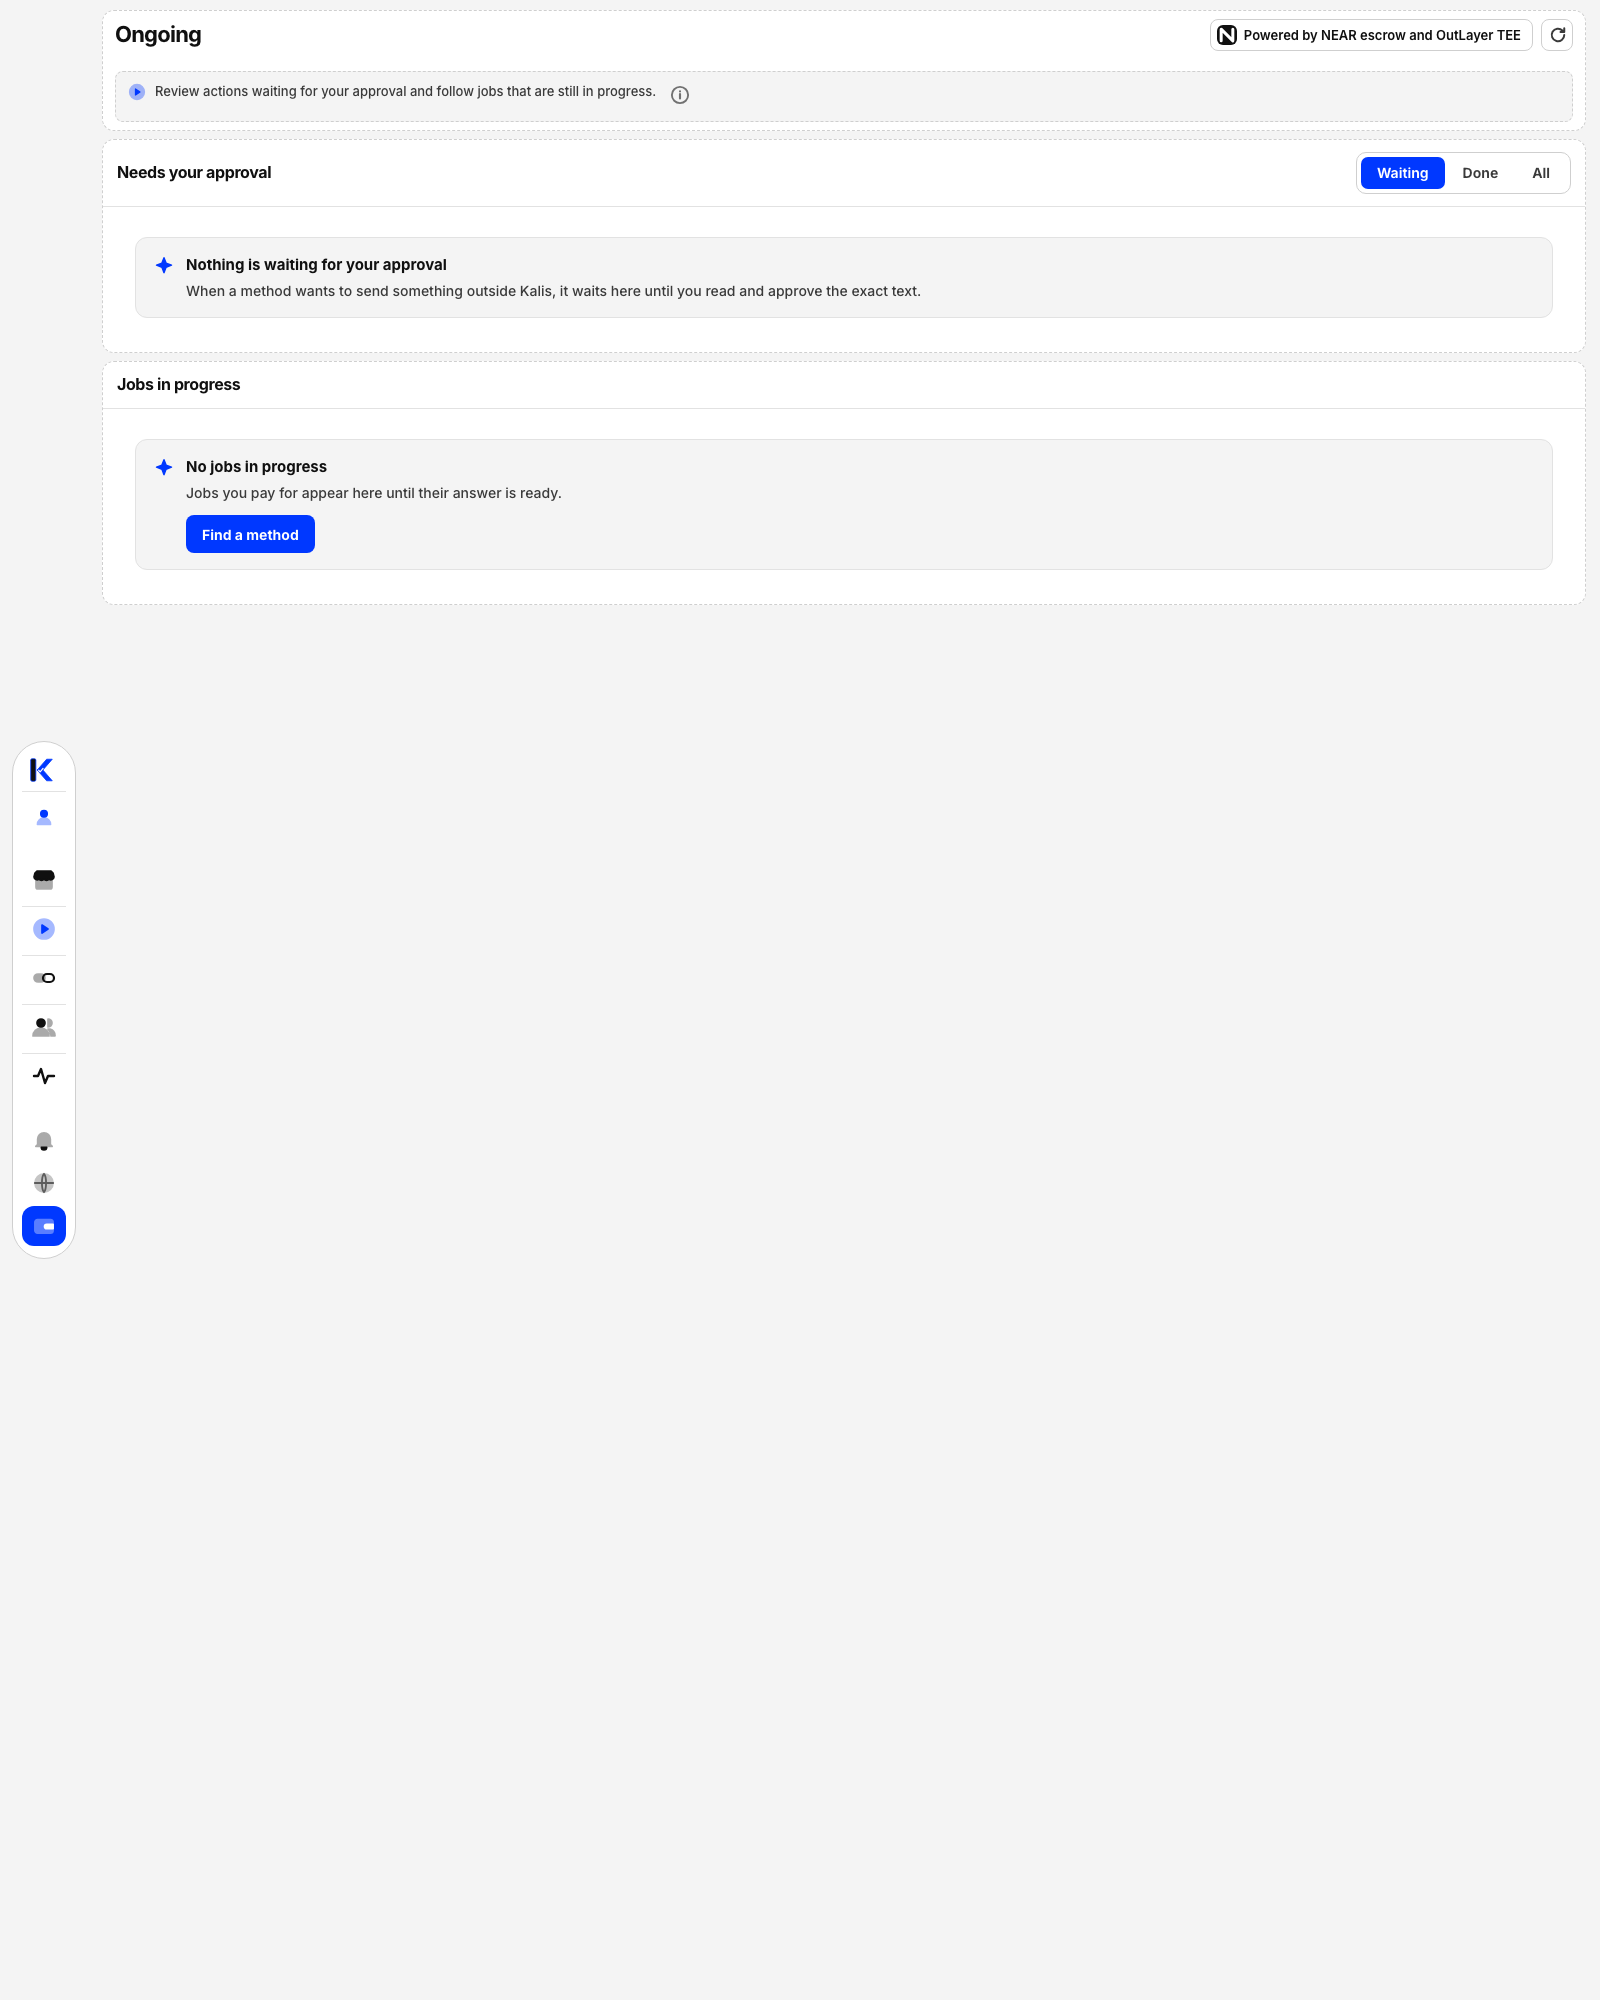 Ongoing
Powered by NEAR escrow and OutLayer TEE
Review actions waiting for your approval and follow jobs that are still in progress.
Needs your approval
Waiting
Done
All
Nothing is waiting for your approval
When a method wants to send something outside Kalis, it waits here until you read and approve the exact text.
Jobs in progress
No jobs in progress
Jobs you pay for appear here until their answer is ready.
Find a method